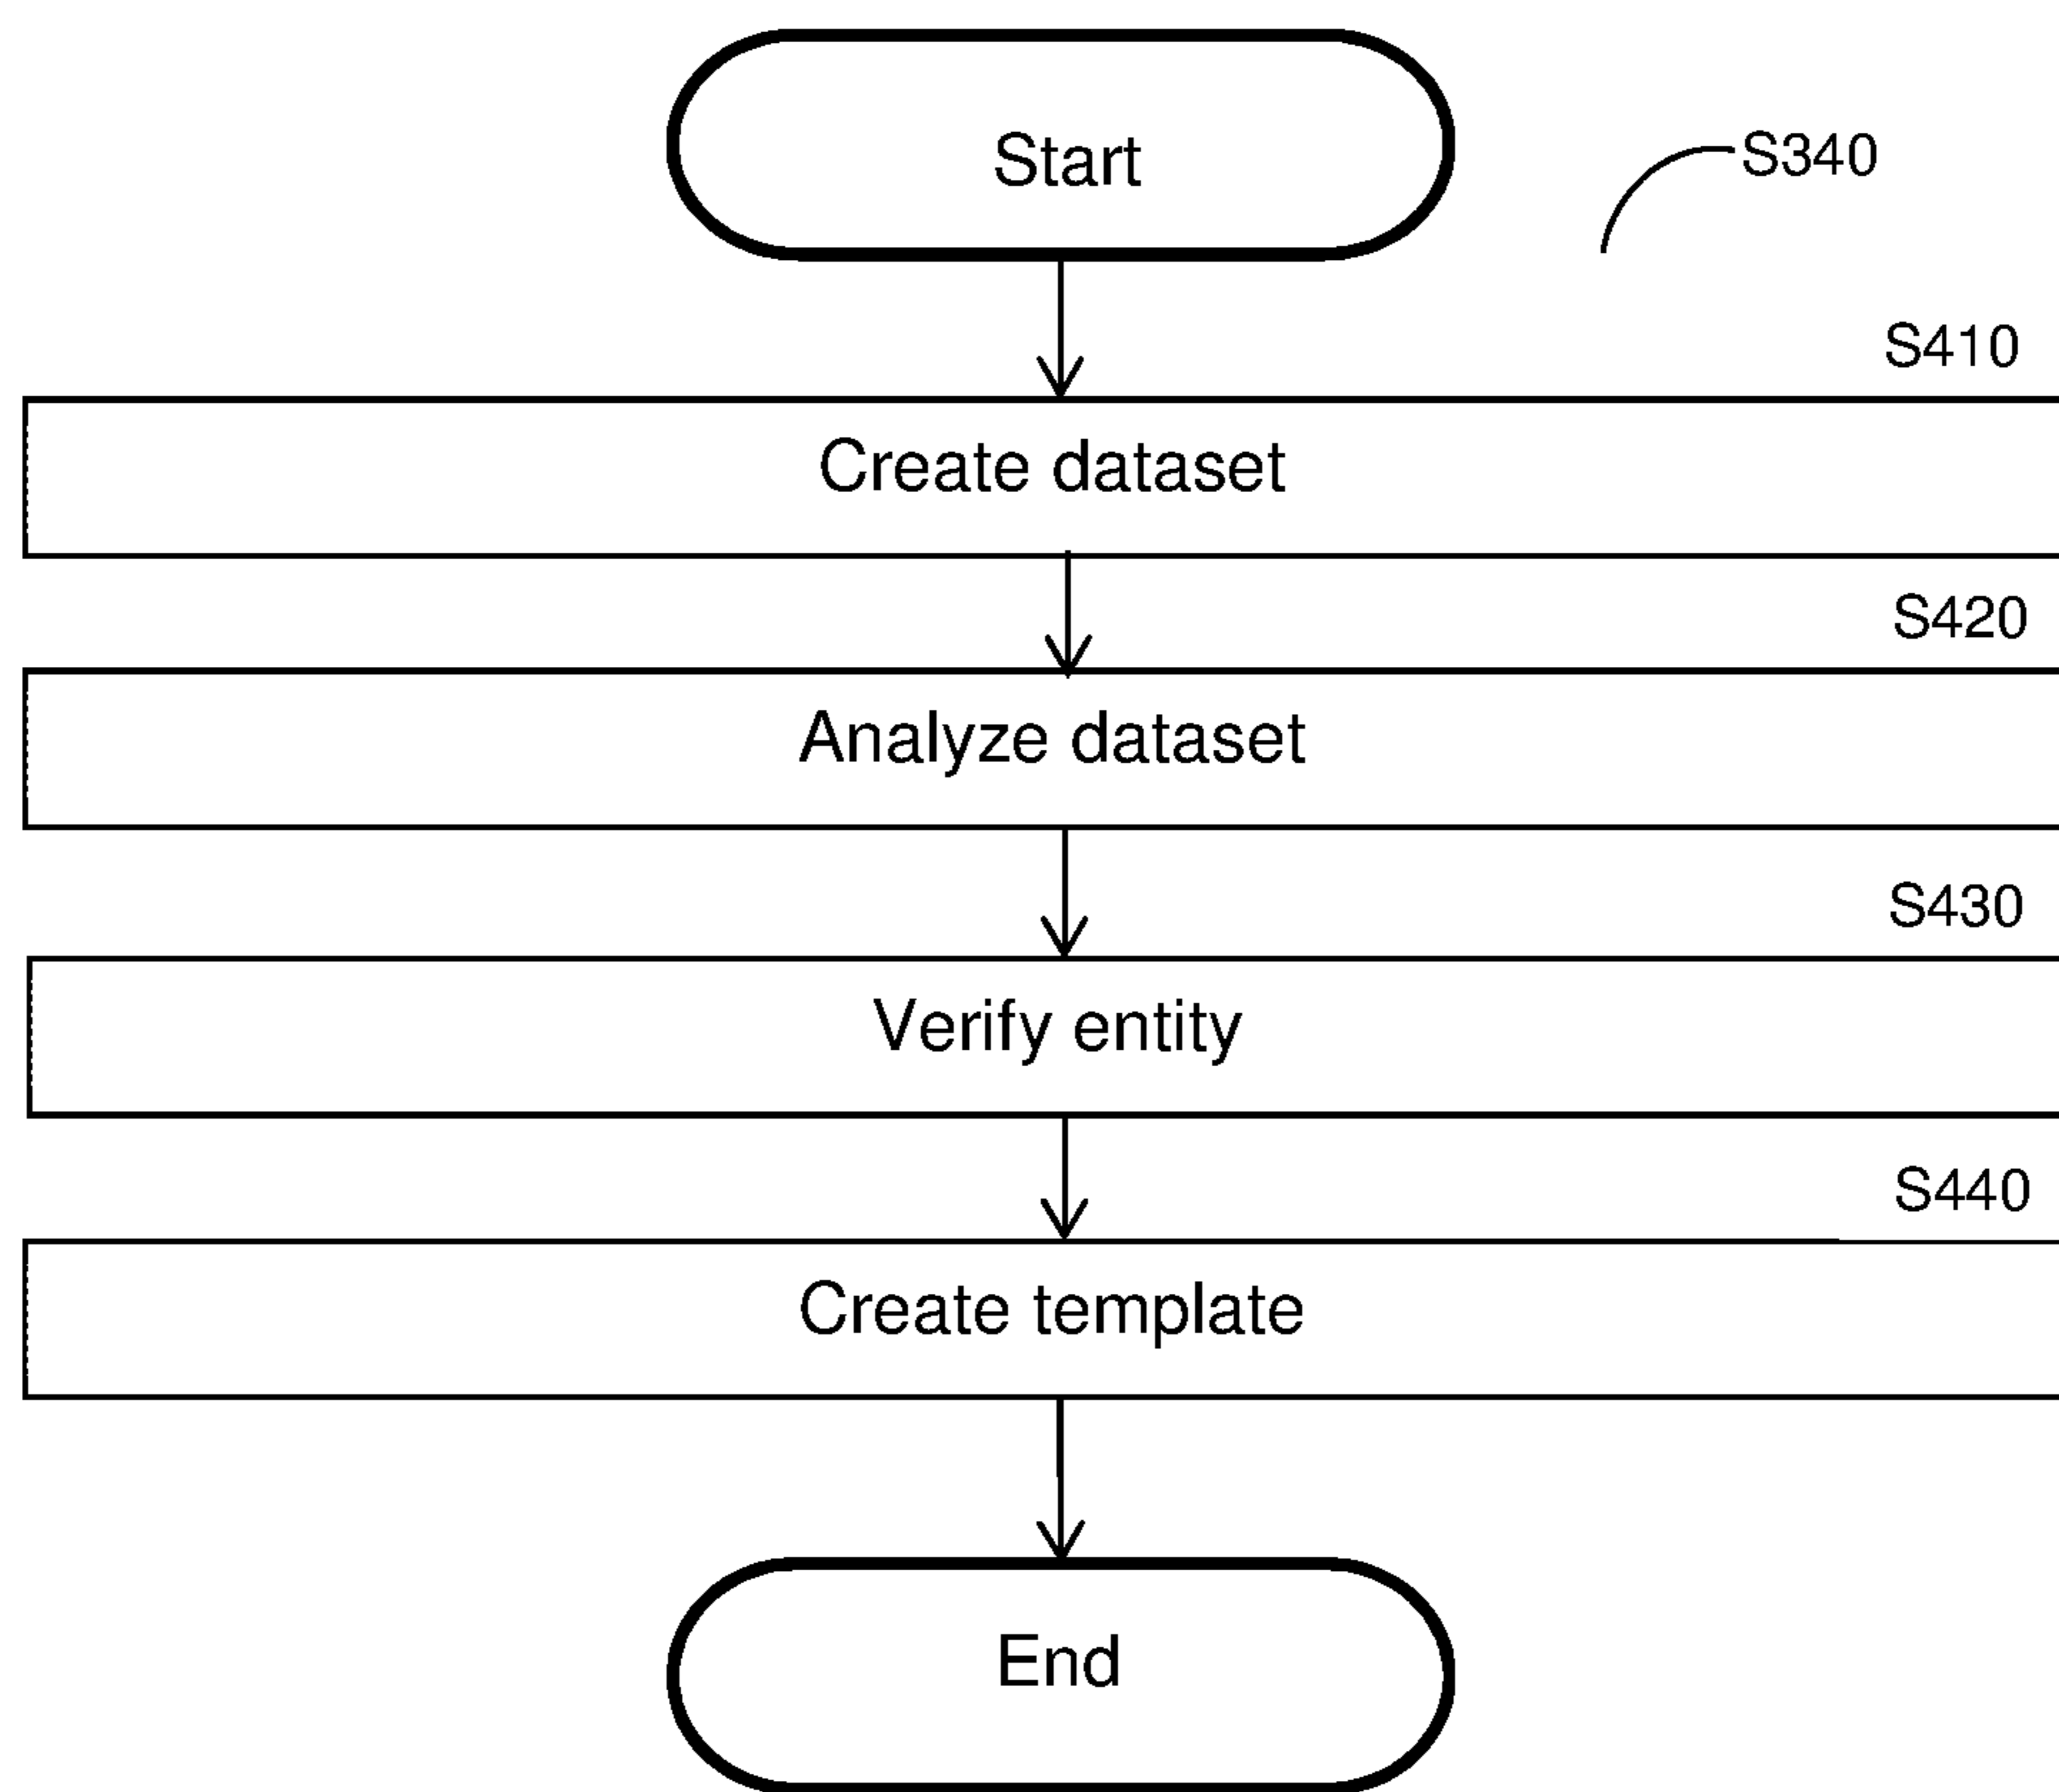 Start
S340
S410
Create dataset
S420
Analyze dataset
S430
Verify entity
S440
Create template
End